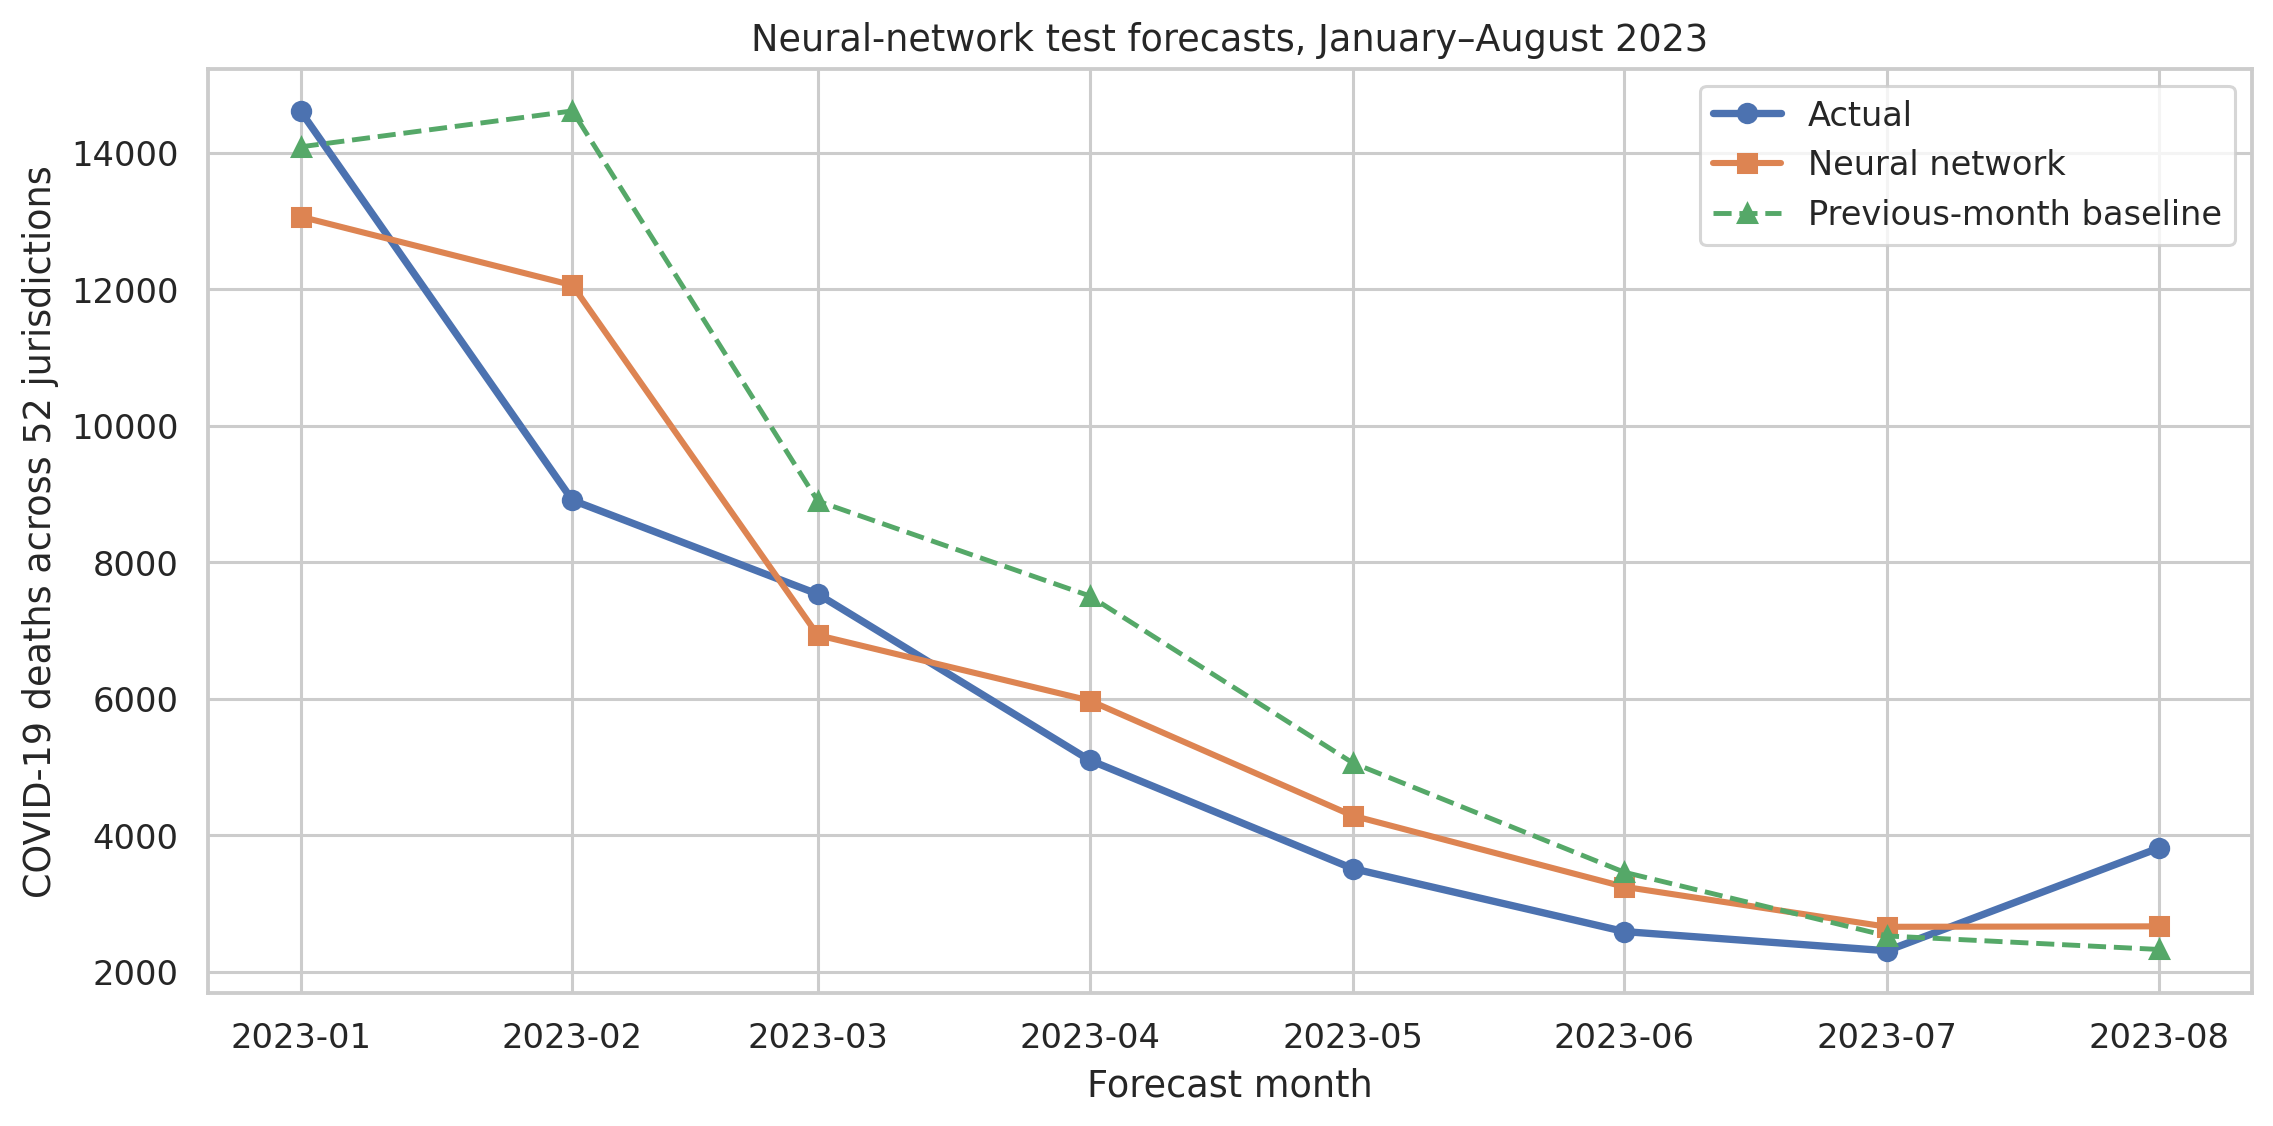 Neural-network test forecasts, January–August 2023
COVID-19 deaths across 52 jurisdictions
14000
12000
10000
8000
6000
4000
2000
Actual
Neural network
Previous-month baseline
2023-01
2023-02
2023-03
2023-04
2023-05
2023-06
2023-07
2023-08
Forecast month